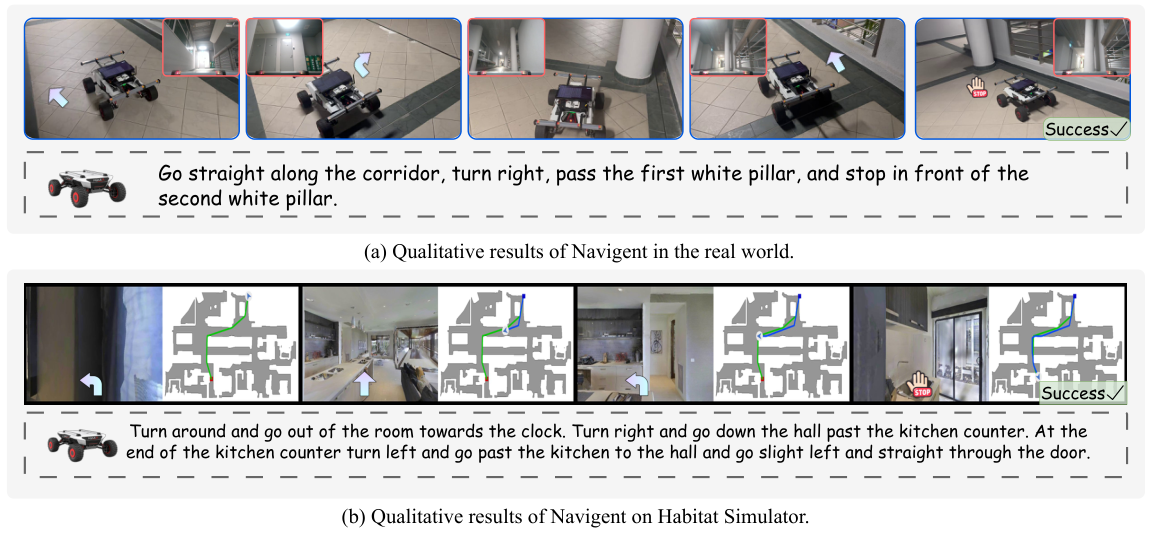 STOP
Success✓
Go straight along the corridor, turn right, pass the first white pillar, and stop in front of the
second white pillar.
(a) Qualitative results of Navigent in the real world.
STOP
Success✓
Turn around and go out of the room towards the clock. Turn right and go down the hall past the kitchen counter. At the
end of the kitchen counter turn left and go past the kitchen to the hall and go slight left and straight through the door.
(b) Qualitative results of Navigent on Habitat Simulator.